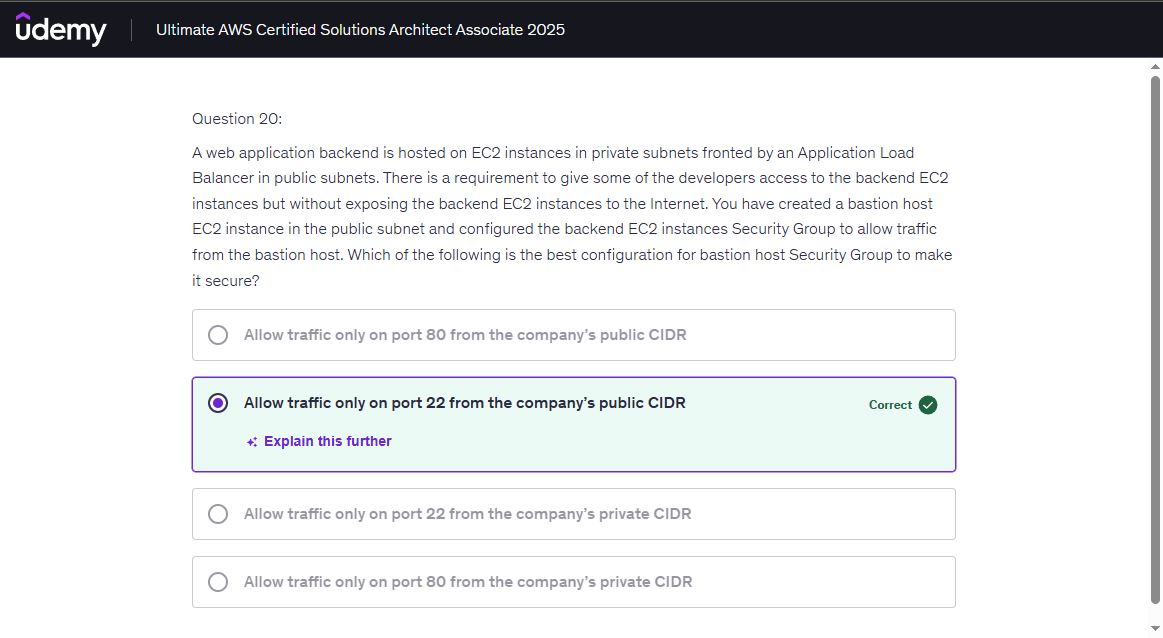 ûdemy
Ultimate AWS Certified Solutions Architect Associate 2025
Question 20:
A web application backend is hosted on EC2 instances in private subnets fronted by an Application Load
Balancer in public subnets. There is a requirement to give some of the developers access to the backend EC2
instances but without exposing the backend EC2 instances to the Internet. You have created a bastion host
EC2 instance in the public subnet and configured the backend EC2 instances Security Group to allow traffic
from the bastion host. Which of the following is the best configuration for bastion host Security Group to make
it secure?
Allow traffic only on port 80 from the company’s public CIDR
Allow traffic only on port 22 from the company’s public CIDR
Correct
Explain this further
Allow traffic only on port 22 from the company’s private CIDR
Allow traffic only on port 80 from the company’s private CIDR